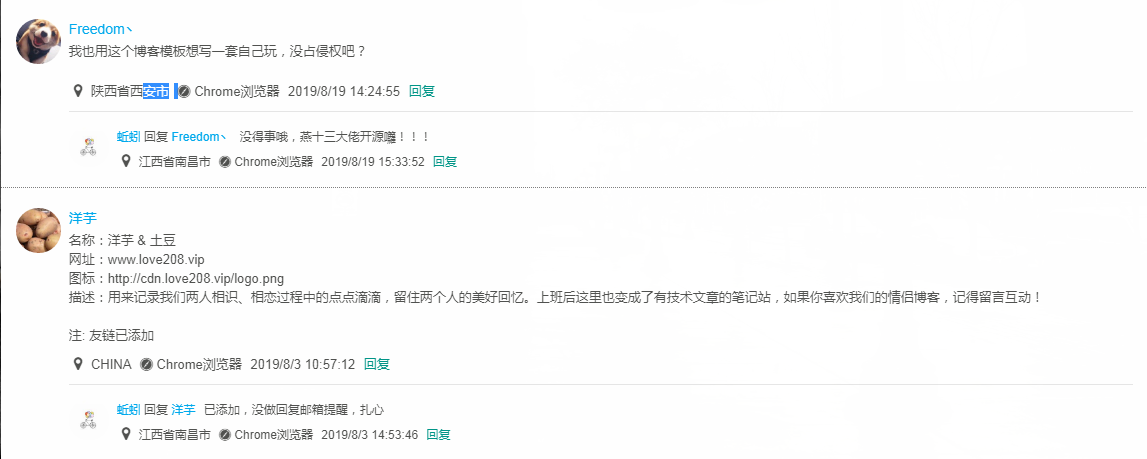 Freedom丶
我也用这个博客模板想写一套自己玩，没占侵权吧？
陕西省西安市 Chrome浏览器 2019/8/19 14:24:55 回复
蚯蚓 回复 Freedom丶 没得事哦，燕十三大佬开源囖！！！
江西省南昌市 Chrome浏览器 2019/8/19 15:33:52 回复
洋芋
名称：洋芋 & 土豆
网址：www.love208.vip
图标：http://cdn.love208.vip/logo.png
描述：用来记录我们两人相识、相恋过程中的点点滴滴，留住两个人的美好回忆。上班后这里也变成了有技术文章的笔记站，如果你喜欢我们的情侣博客，记得留言互动！
注: 友链已添加
CHINA Chrome浏览器 2019/8/3 10:57:12 回复
蚯蚓 回复 洋芋 已添加，没做回复邮箱提醒，扎心
江西省南昌市 Chrome浏览器 2019/8/3 14:53:46 回复